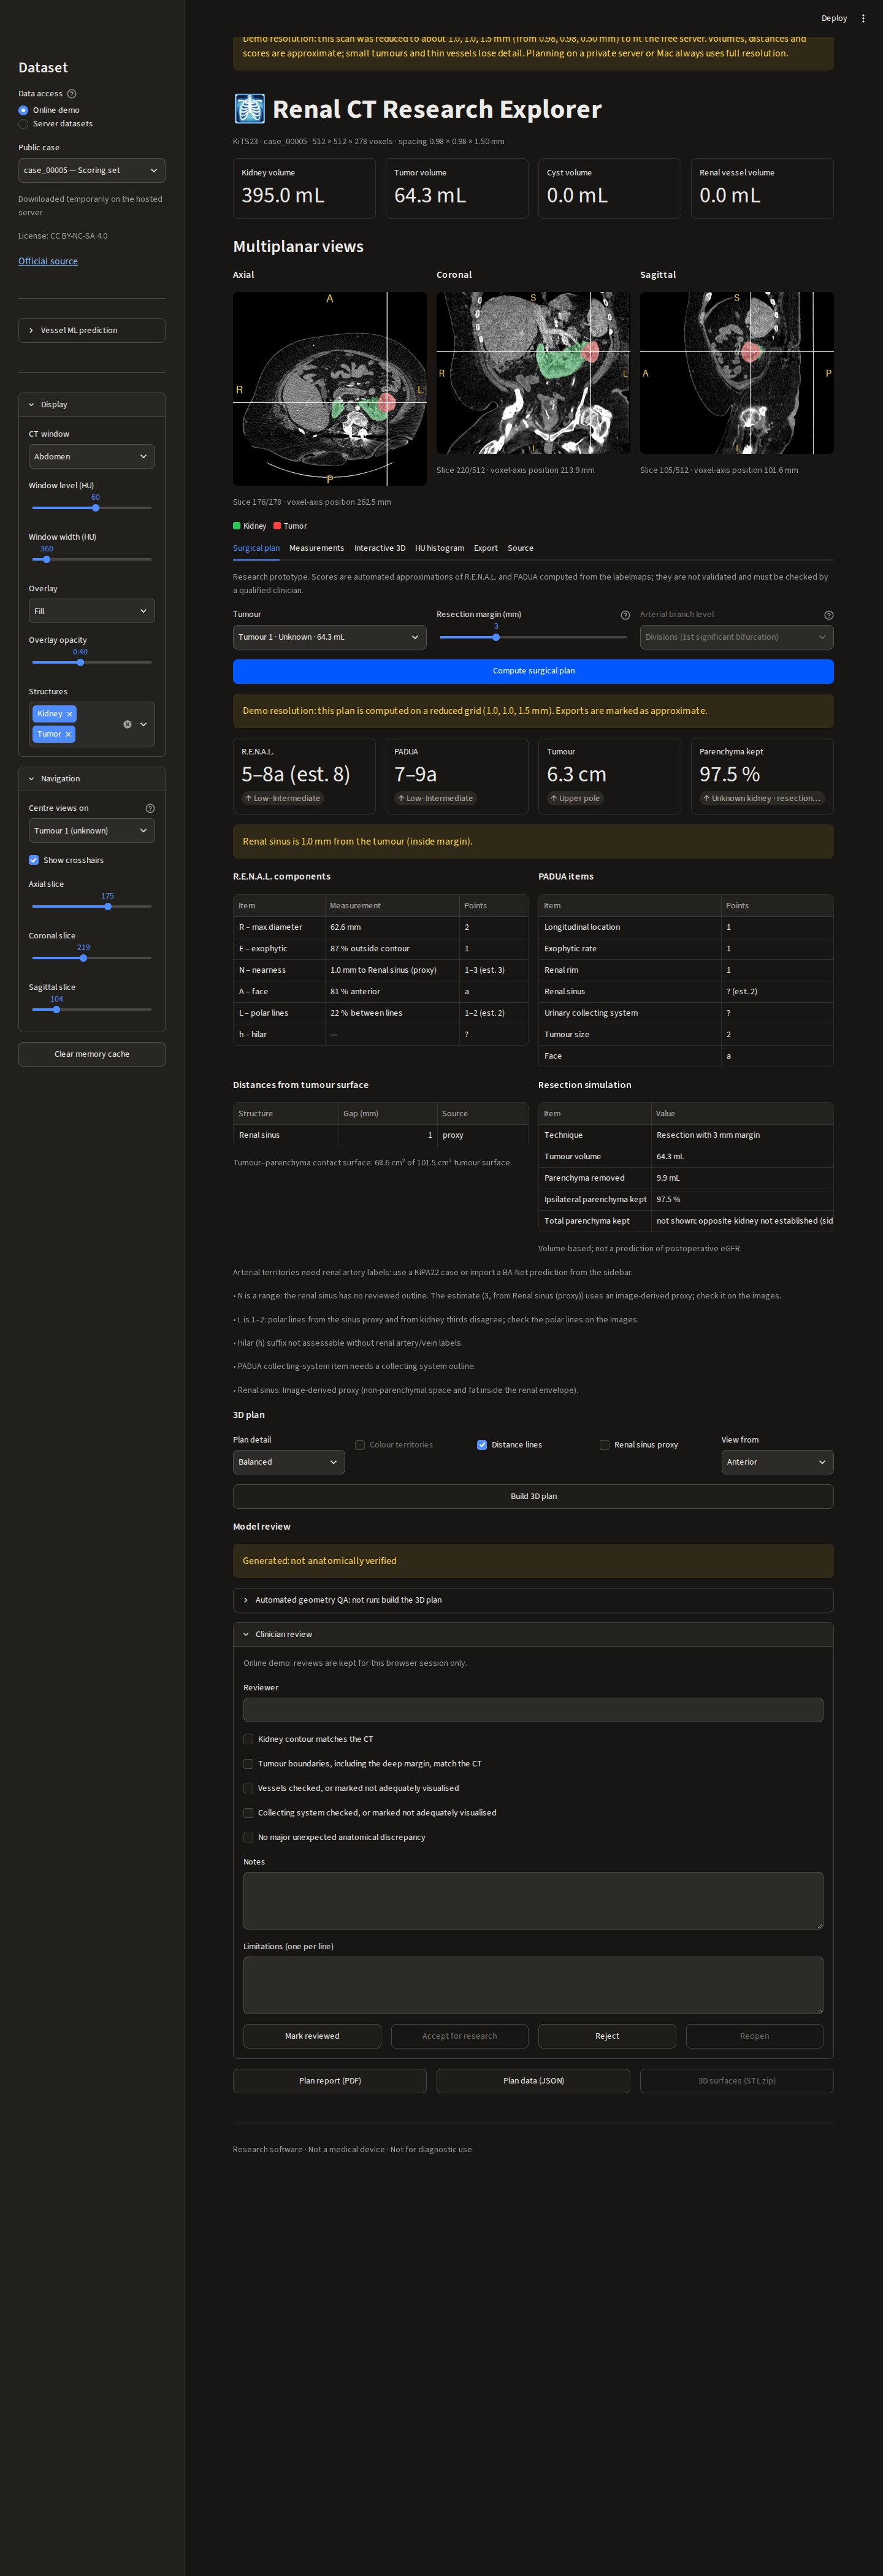 Deploy
Dataset
Data access
Online demo
Server datasets
Public case
case_00005 — Scoring set
Downloaded temporarily on the hosted
server
License: CC BY-NC-SA 4.0
Official source
Vessel ML prediction
Display
CT window
Abdomen
Window level (HU)
60
Window width (HU)
360
Overlay
Fill
Overlay opacity
0.40
Structures
Kidney
Tumor
Navigation
Centre views on
Tumour 1 (unknown)
Show crosshairs
Axial slice
175
Coronal slice
219
Sagittal slice
104
Clear memory cache
Demo resolution: this scan was reduced to about 1.0, 1.0, 1.5 mm (from 0.98, 0.98, 0.50 mm) to fit the free server. Volumes, distances and
scores are approximate; small tumours and thin vessels lose detail. Planning on a private server or Mac always uses full resolution.
Renal CT Research Explorer
KiTS23 · case_00005 · 512 × 512 × 278 voxels · spacing 0.98 × 0.98 × 1.50 mm
Kidney volume
395.0 mL
Tumor volume
64.3 mL
Cyst volume
0.0 mL
Renal vessel volume
0.0 mL
Multiplanar views
Axial
A
R
L
P
Slice 176/278 · voxel-axis position 262.5 mm
Coronal
S
R
L
I
Slice 220/512 · voxel-axis position 213.9 mm
Sagittal
S
A
P
I
Slice 105/512 · voxel-axis position 101.6 mm
Kidney Tumor
Surgical plan Measurements Interactive 3D HU histogram Export Source
Research prototype. Scores are automated approximations of R.E.N.A.L. and PADUA computed from the labelmaps; they are not validated and must be checked by
a qualified clinician.
Tumour
Tumour 1 · Unknown · 64.3 mL
Resection margin (mm)
3
Arterial branch level
Divisions (1st significant bifurcation)
Compute surgical plan
Demo resolution: this plan is computed on a reduced grid (1.0, 1.0, 1.5 mm). Exports are marked as approximate.
R.E.N.A.L.
5–8a (est. 8)
↑ Low–Intermediate
PADUA
7–9a
↑ Low–Intermediate
Tumour
6.3 cm
↑ Upper pole
Parenchyma kept
97.5 %
↑ Unknown kidney · resection…
Renal sinus is 1.0 mm from the tumour (inside margin).
R.E.N.A.L. components
Item Measurement Points
R – max diameter 62.6 mm 2
E – exophytic 87 % outside contour 1
N – nearness 1.0 mm to Renal sinus (proxy) 1–3 (est. 3)
A – face 81 % anterior a
L – polar lines 22 % between lines 1–2 (est. 2)
h – hilar — ?
PADUA items
Item Points
Longitudinal location 1
Exophytic rate 1
Renal rim 1
Renal sinus ? (est. 2)
Urinary collecting system ?
Tumour size 2
Face a
Distances from tumour surface
Structure Gap (mm) Source
Renal sinus 1 proxy
Tumour–parenchyma contact surface: 68.6 cm² of 101.5 cm² tumour surface.
Resection simulation
Item Value
Technique Resection with 3 mm margin
Tumour volume 64.3 mL
Parenchyma removed 9.9 mL
Ipsilateral parenchyma kept 97.5 %
Total parenchyma kept not shown: opposite kidney not established (sid
Volume-based; not a prediction of postoperative eGFR.
Arterial territories need renal artery labels: use a KiPA22 case or import a BA-Net prediction from the sidebar.
• N is a range: the renal sinus has no reviewed outline. The estimate (3, from Renal sinus (proxy)) uses an image-derived proxy; check it on the images.
• L is 1–2: polar lines from the sinus proxy and from kidney thirds disagree; check the polar lines on the images.
• Hilar (h) suffix not assessable without renal artery/vein labels.
• PADUA collecting-system item needs a collecting system outline.
• Renal sinus: Image-derived proxy (non-parenchymal space and fat inside the renal envelope).
3D plan
Plan detail
Balanced
Colour territories
Distance lines
Renal sinus proxy
View from
Anterior
Build 3D plan
Model review
Generated: not anatomically verified
Automated geometry QA: not run: build the 3D plan
Clinician review
Online demo: reviews are kept for this browser session only.
Reviewer
Kidney contour matches the CT
Tumour boundaries, including the deep margin, match the CT
Vessels checked, or marked not adequately visualised
Collecting system checked, or marked not adequately visualised
No major unexpected anatomical discrepancy
Notes
Limitations (one per line)
Mark reviewed Accept for research Reject Reopen
Plan report (PDF) Plan data (JSON) 3D surfaces (STL zip)
Research software · Not a medical device · Not for diagnostic use